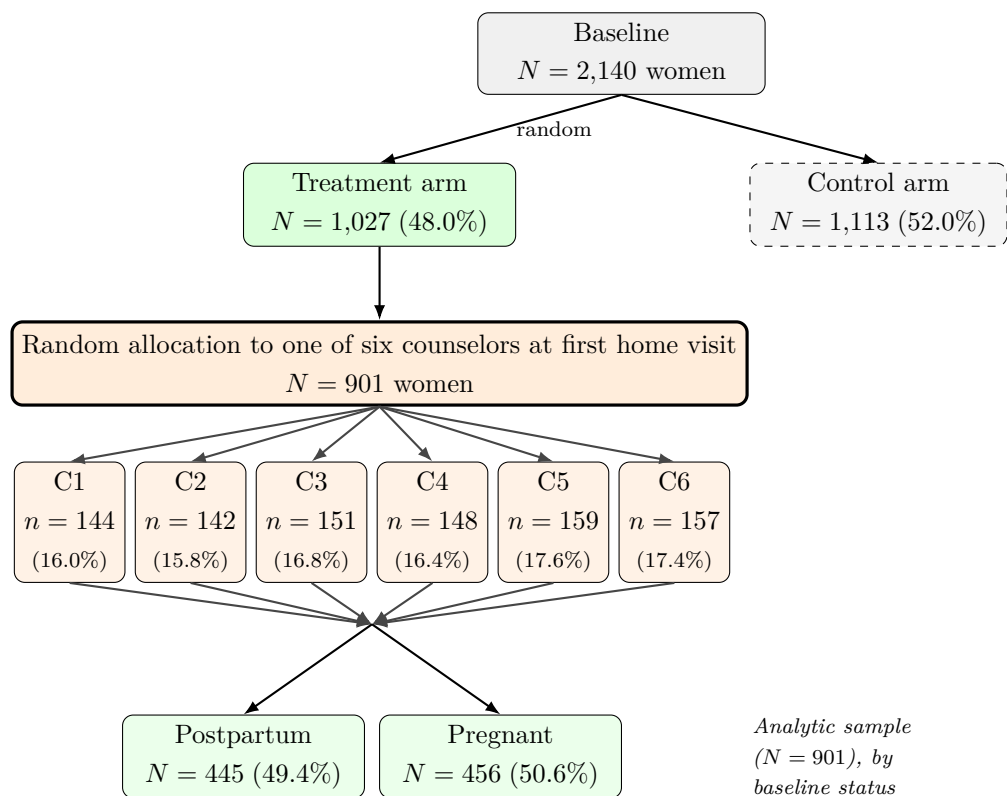 Baseline
N = 2,140 women
random
Treatment arm
N = 1,027 (48.0%)
Control arm
N = 1,113 (52.0%)
Random allocation to one of six counselors at first home visit
N = 901 women
C1
n = 144
(16.0%)
C2
n = 142
(15.8%)
C3
n = 151
(16.8%)
C4
n = 148
(16.4%)
C5
n = 159
(17.6%)
C6
n = 157
(17.4%)
Postpartum
N = 445 (49.4%)
Pregnant
N = 456 (50.6%)
Analytic sample
(N = 901), by
baseline status